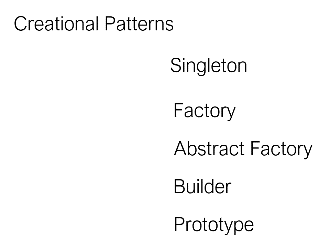 Creational Patterns
Singleton
Factory
Abstract Factory
Builder
Prototype